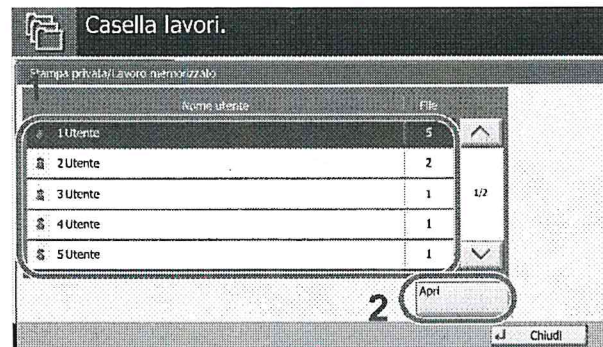 Casella lavori.
Stampa privata/Lavoro memorizzato
1
Nome utente File
1 Utente 5
2 Utente 2
3 Utente 1
1/2
4 Utente 1
5 Utente 1
2 Apri
Chiudi